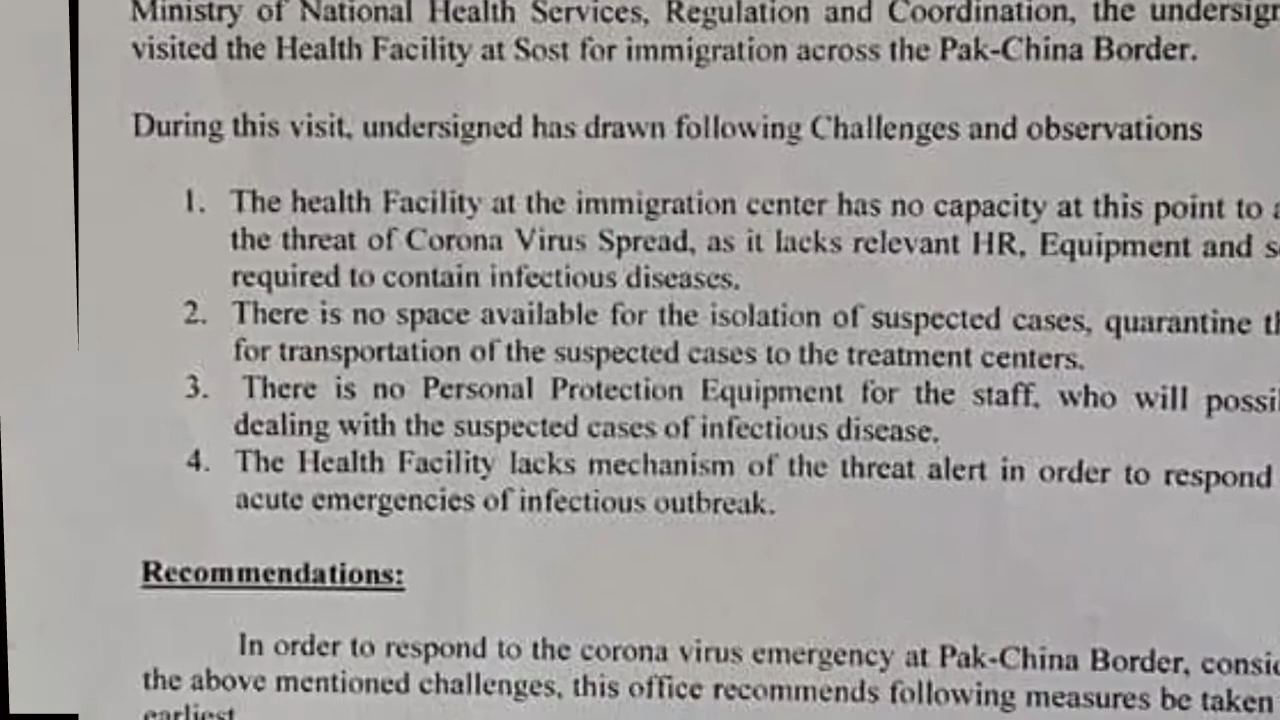 Ministry of National Health Services, Regulation and Coordination, the
visited the Health Facility at Sost for immigration across the Pak-China Border.
During this visit, undersigned has drawn following Challenges and observations
1. The health Facility at the immigration center has no capacity at this point to
the threat of Corona Virus Spread, as it lacks relevant HR, Equipment and
required to contain infectious diseases.
2. There is no space available for the isolation of suspected cases, quarantine
for transportation of the suspected cases to the treatment centers.
3. There is no Personal Protection Equipment for the staff, who will
dealing with the suspected cases of infectious disease.
4. The Health Facility lacks mechanism of the threat alert in order to respond
acute emergencies of infectious outbreak.
Recommendations:
In order to respond to the corona virus emergency at Pak-China Border,
the above mentioned challenges, this office recommends following measures be taken
earliest